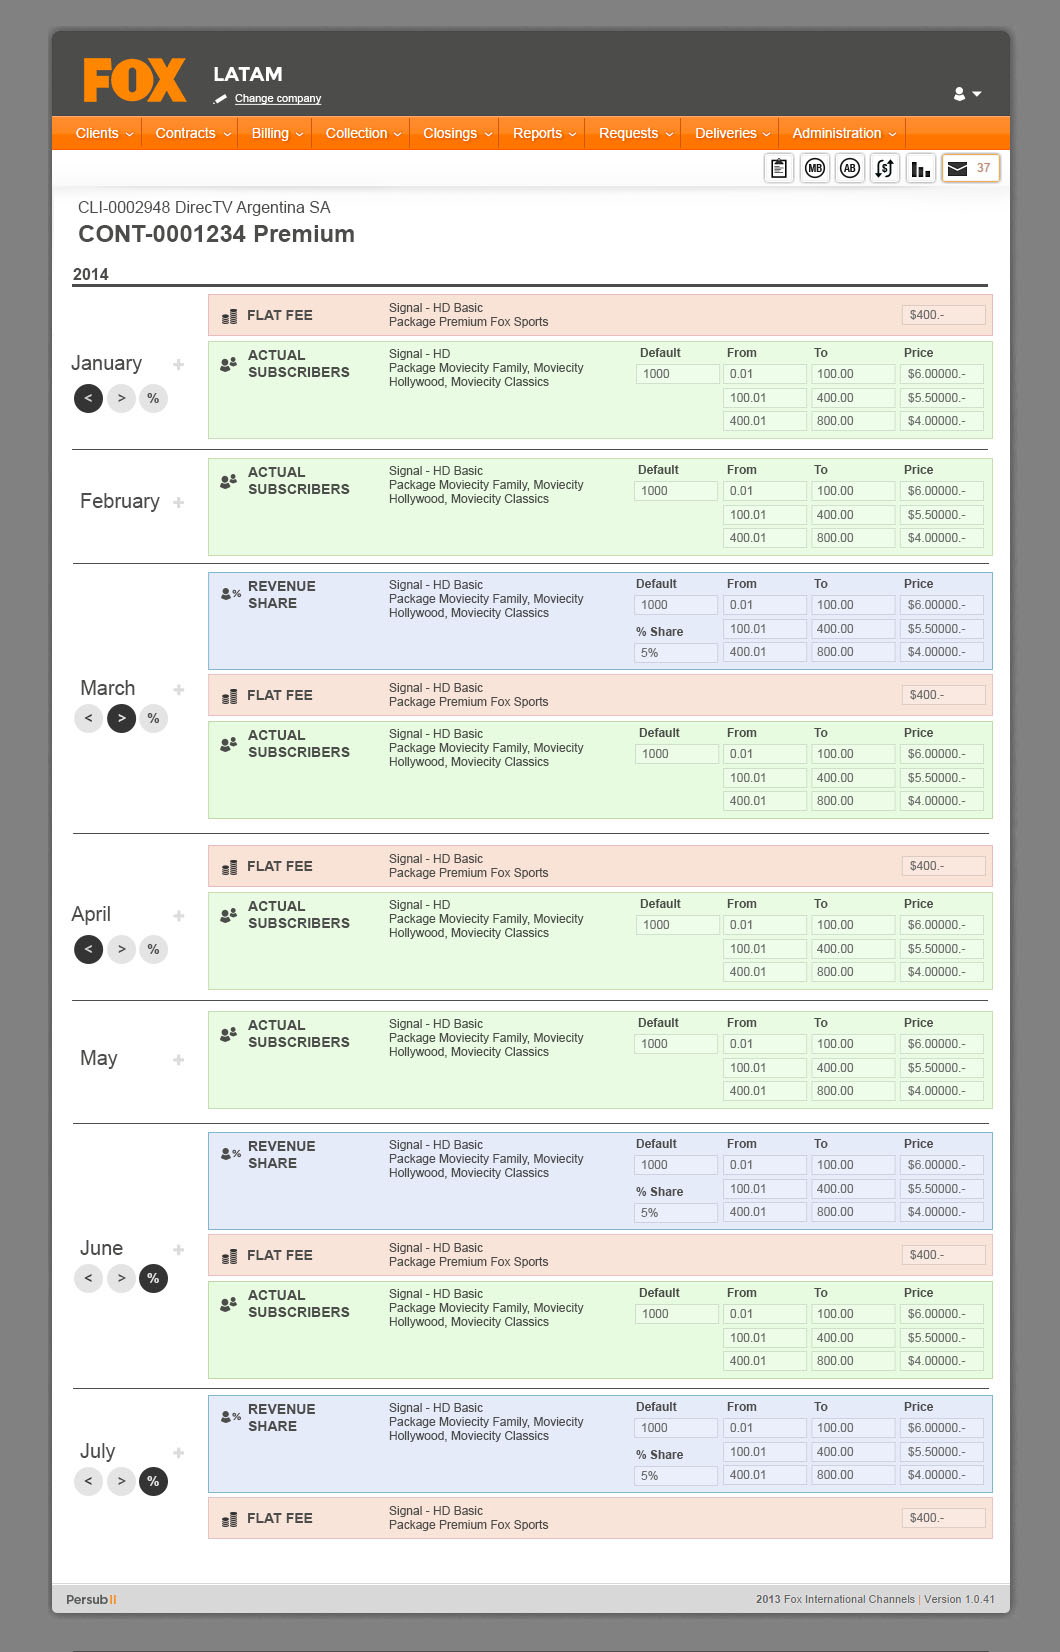 FOX
LATAM
Change company
Clients Contracts Billing Collection Closings Reports Requests Deliveries Administration
MB AB $ 37
CLI-0002948 DirecTV Argentina SA
CONT-0001234 Premium
2014
FLAT FEE Signal - HD Basic $400.-
Package Premium Fox Sports
January +
< > %
ACTUAL SUBSCRIBERS Signal - HD Default From To Price
Package Moviecity Family, Moviecity 1000 0.01 100.00 $6.00000.-
Hollywood, Moviecity Classics 100.01 400.00 $5.50000.-
400.01 800.00 $4.00000.-
February +
ACTUAL SUBSCRIBERS Signal - HD Basic Default From To Price
Package Moviecity Family, Moviecity 1000 0.01 100.00 $6.00000.-
Hollywood, Moviecity Classics 100.01 400.00 $5.50000.-
400.01 800.00 $4.00000.-
% REVENUE SHARE Signal - HD Basic Default From To Price
Package Moviecity Family, Moviecity 1000 0.01 100.00 $6.00000.-
Hollywood, Moviecity Classics % Share 100.01 400.00 $5.50000.-
5% 400.01 800.00 $4.00000.-
March +
< > %
FLAT FEE Signal - HD Basic $400.-
Package Premium Fox Sports
ACTUAL SUBSCRIBERS Signal - HD Basic Default From To Price
Package Moviecity Family, Moviecity 1000 0.01 100.00 $6.00000.-
Hollywood, Moviecity Classics 100.01 400.00 $5.50000.-
400.01 800.00 $4.00000.-
FLAT FEE Signal - HD Basic $400.-
Package Premium Fox Sports
April +
< > %
ACTUAL SUBSCRIBERS Signal - HD Default From To Price
Package Moviecity Family, Moviecity 1000 0.01 100.00 $6.00000.-
Hollywood, Moviecity Classics 100.01 400.00 $5.50000.-
400.01 800.00 $4.00000.-
May +
ACTUAL SUBSCRIBERS Signal - HD Basic Default From To Price
Package Moviecity Family, Moviecity 1000 0.01 100.00 $6.00000.-
Hollywood, Moviecity Classics 100.01 400.00 $5.50000.-
400.01 800.00 $4.00000.-
% REVENUE SHARE Signal - HD Basic Default From To Price
Package Moviecity Family, Moviecity 1000 0.01 100.00 $6.00000.-
Hollywood, Moviecity Classics % Share 100.01 400.00 $5.50000.-
5% 400.01 800.00 $4.00000.-
June +
< > %
FLAT FEE Signal - HD Basic $400.-
Package Premium Fox Sports
ACTUAL SUBSCRIBERS Signal - HD Basic Default From To Price
Package Moviecity Family, Moviecity 1000 0.01 100.00 $6.00000.-
Hollywood, Moviecity Classics 100.01 400.00 $5.50000.-
400.01 800.00 $4.00000.-
% REVENUE SHARE Signal - HD Basic Default From To Price
Package Moviecity Family, Moviecity 1000 0.01 100.00 $6.00000.-
Hollywood, Moviecity Classics % Share 100.01 400.00 $5.50000.-
5% 400.01 800.00 $4.00000.-
July +
< > %
FLAT FEE Signal - HD Basic $400.-
Package Premium Fox Sports
Persub II 2013 Fox International Channels | Version 1.0.41